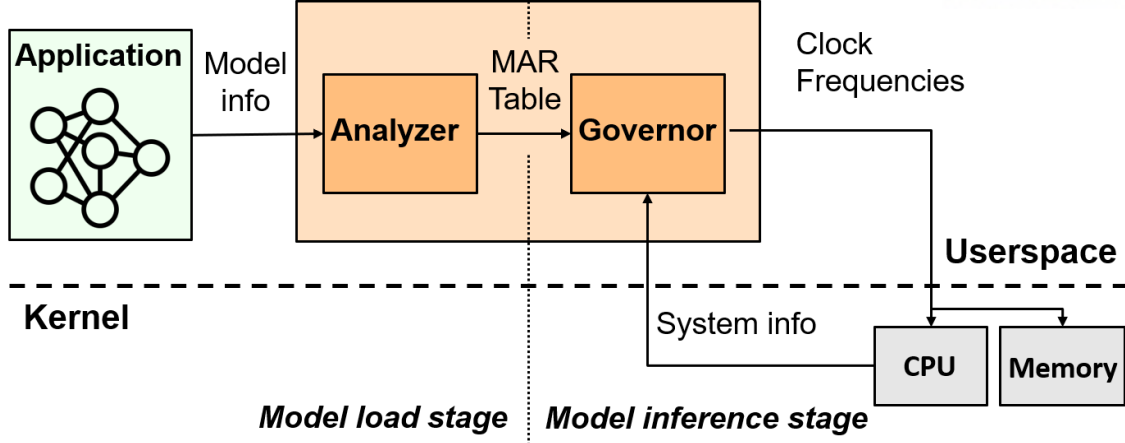 Application
Model
info
Analyzer
MAR
Table
Governor
Clock
Frequencies
Userspace
Kernel
System info
CPU
Memory
Model load stage
Model inference stage